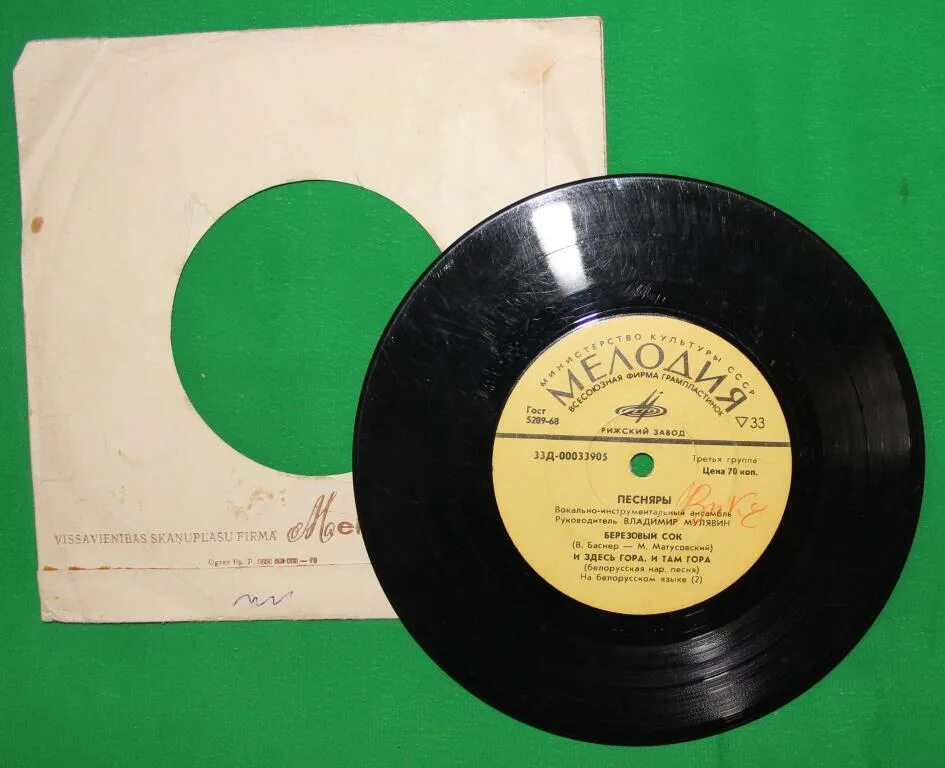 VISSAVIENĪBAS SKAŅUPLAŠU FIRMA
МИНИСТЕРСТВО КУЛЬТУРЫ СССР
МЕЛОДИЯ
ВСЕСОЮЗНАЯ ФИРМА ГРАМПЛАСТИНОК
Гост
5289-68
▽33
РИЖСКИЙ ЗАВОД
33Д-00033905
Третья группа
Цена 70 коп.
ПЕСНЯРЫ
Вокально-инструментальный ансамбль
Руководитель ВЛАДИМИР МУЛЯВИН
БЕРЕЗОВЫЙ СОК
(В. Баснер — М. Матусовский)
И ЗДЕСЬ ГОРА, И ТАМ ГОРА
(белорусская нар. песня)
На белорусском языке (2)